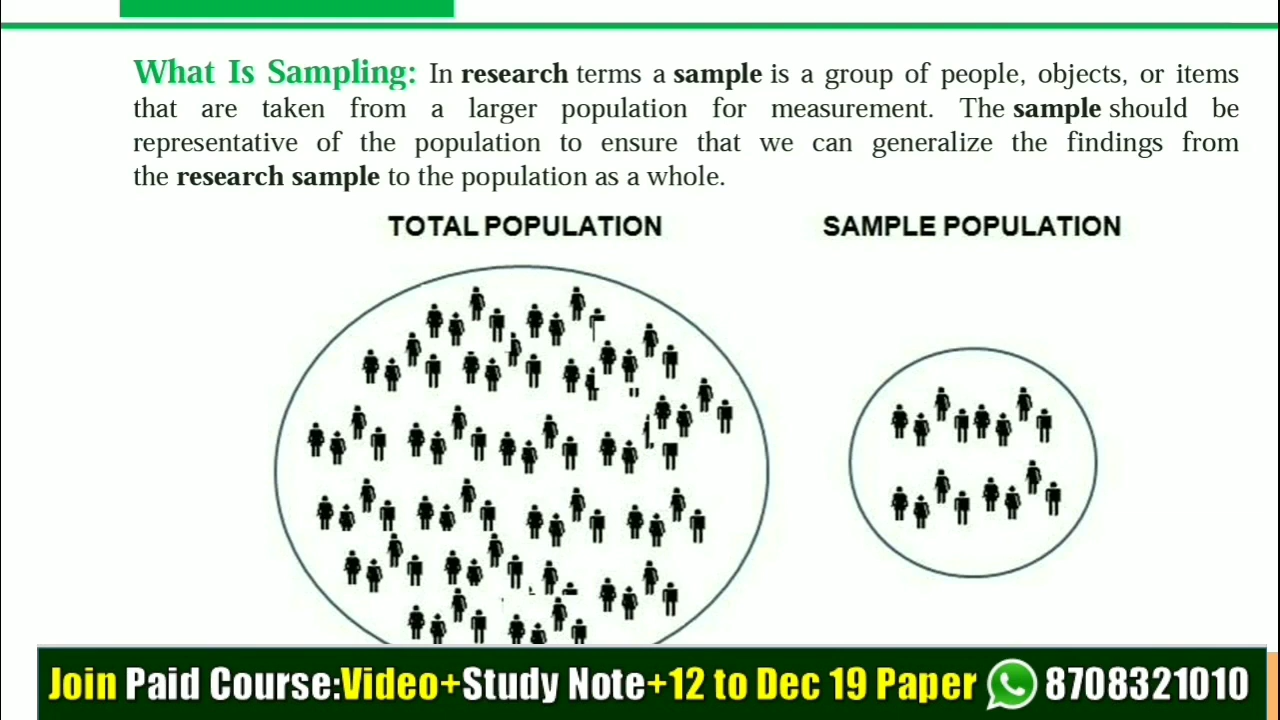 What Is Sampling: In research terms a sample is a group of people, objects, or items
that are taken from a larger population for measurement. The sample should be
representative of the population to ensure that we can generalize the findings from
the research sample to the population as a whole.
TOTAL POPULATION
SAMPLE POPULATION
Join Paid Course:Video+Study Note+12 to Dec 19 Paper 8708321010